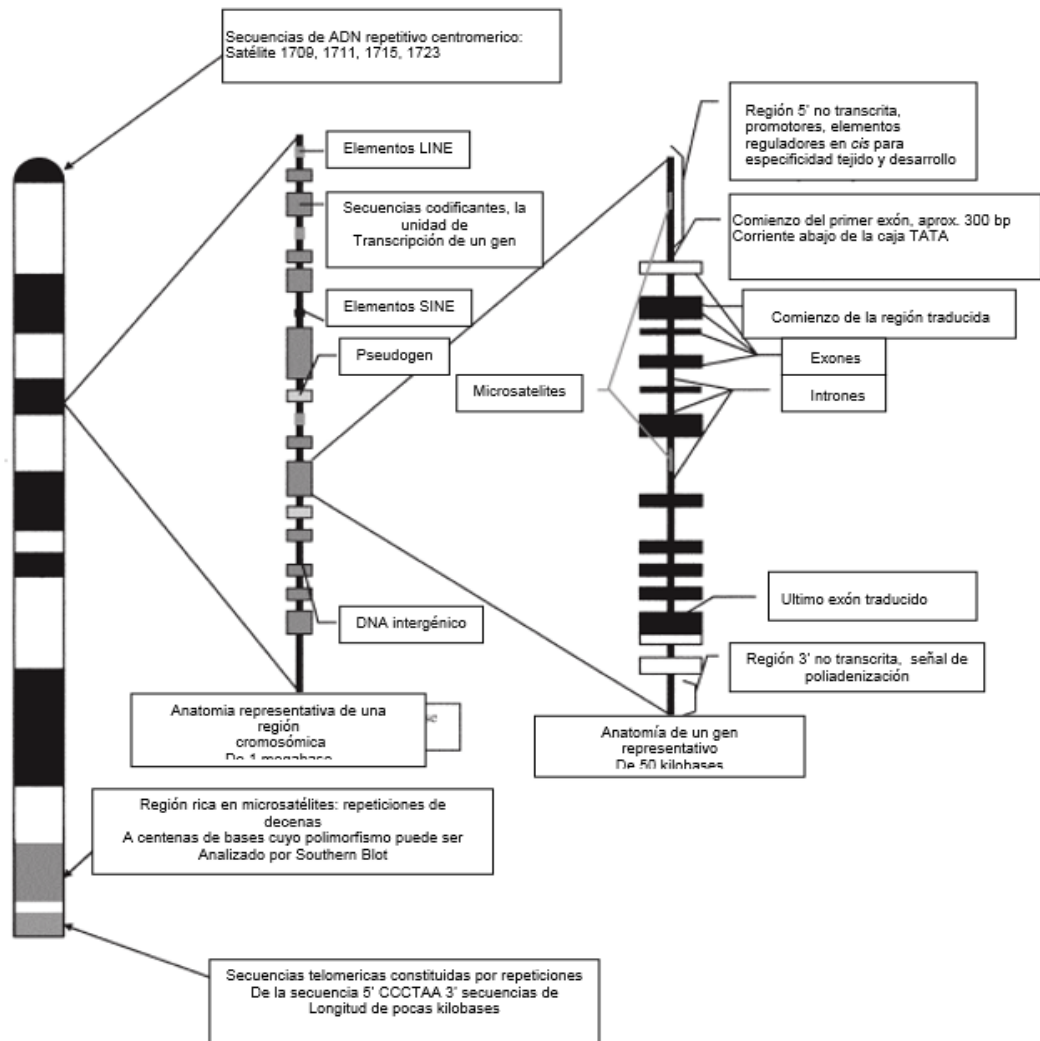 Secuencias de ADN repetitivo centromerico:
Satélite 1709, 1711, 1715, 1723
Región 5' no transcrita,
promotores, elementos
reguladores en cis para
especificidad tejido y desarrollo
Elementos LINE
Secuencias codificantes, la
unidad de
Transcripción de un gen
Comienzo del primer exón, aprox. 300 bp
Corriente abajo de la caja TATA
Elementos SINE
Comienzo de la región traducida
Pseudogen
Exones
Microsatelites
Intrones
Ultimo exón traducido
DNA intergénico
Región 3' no transcrita, señal de
poliadenización
Anatomia representativa de una
región
cromosómica
De 1 megabase
Anatomía de un gen
representativo
De 50 kilobases
Región rica en microsatélites: repeticiones de
decenas
A centenas de bases cuyo polimorfismo puede ser
Analizado por Southern Blot
Secuencias telomericas constituidas por repeticiones
De la secuencia 5' CCCTAA 3' secuencias de
Longitud de pocas kilobases